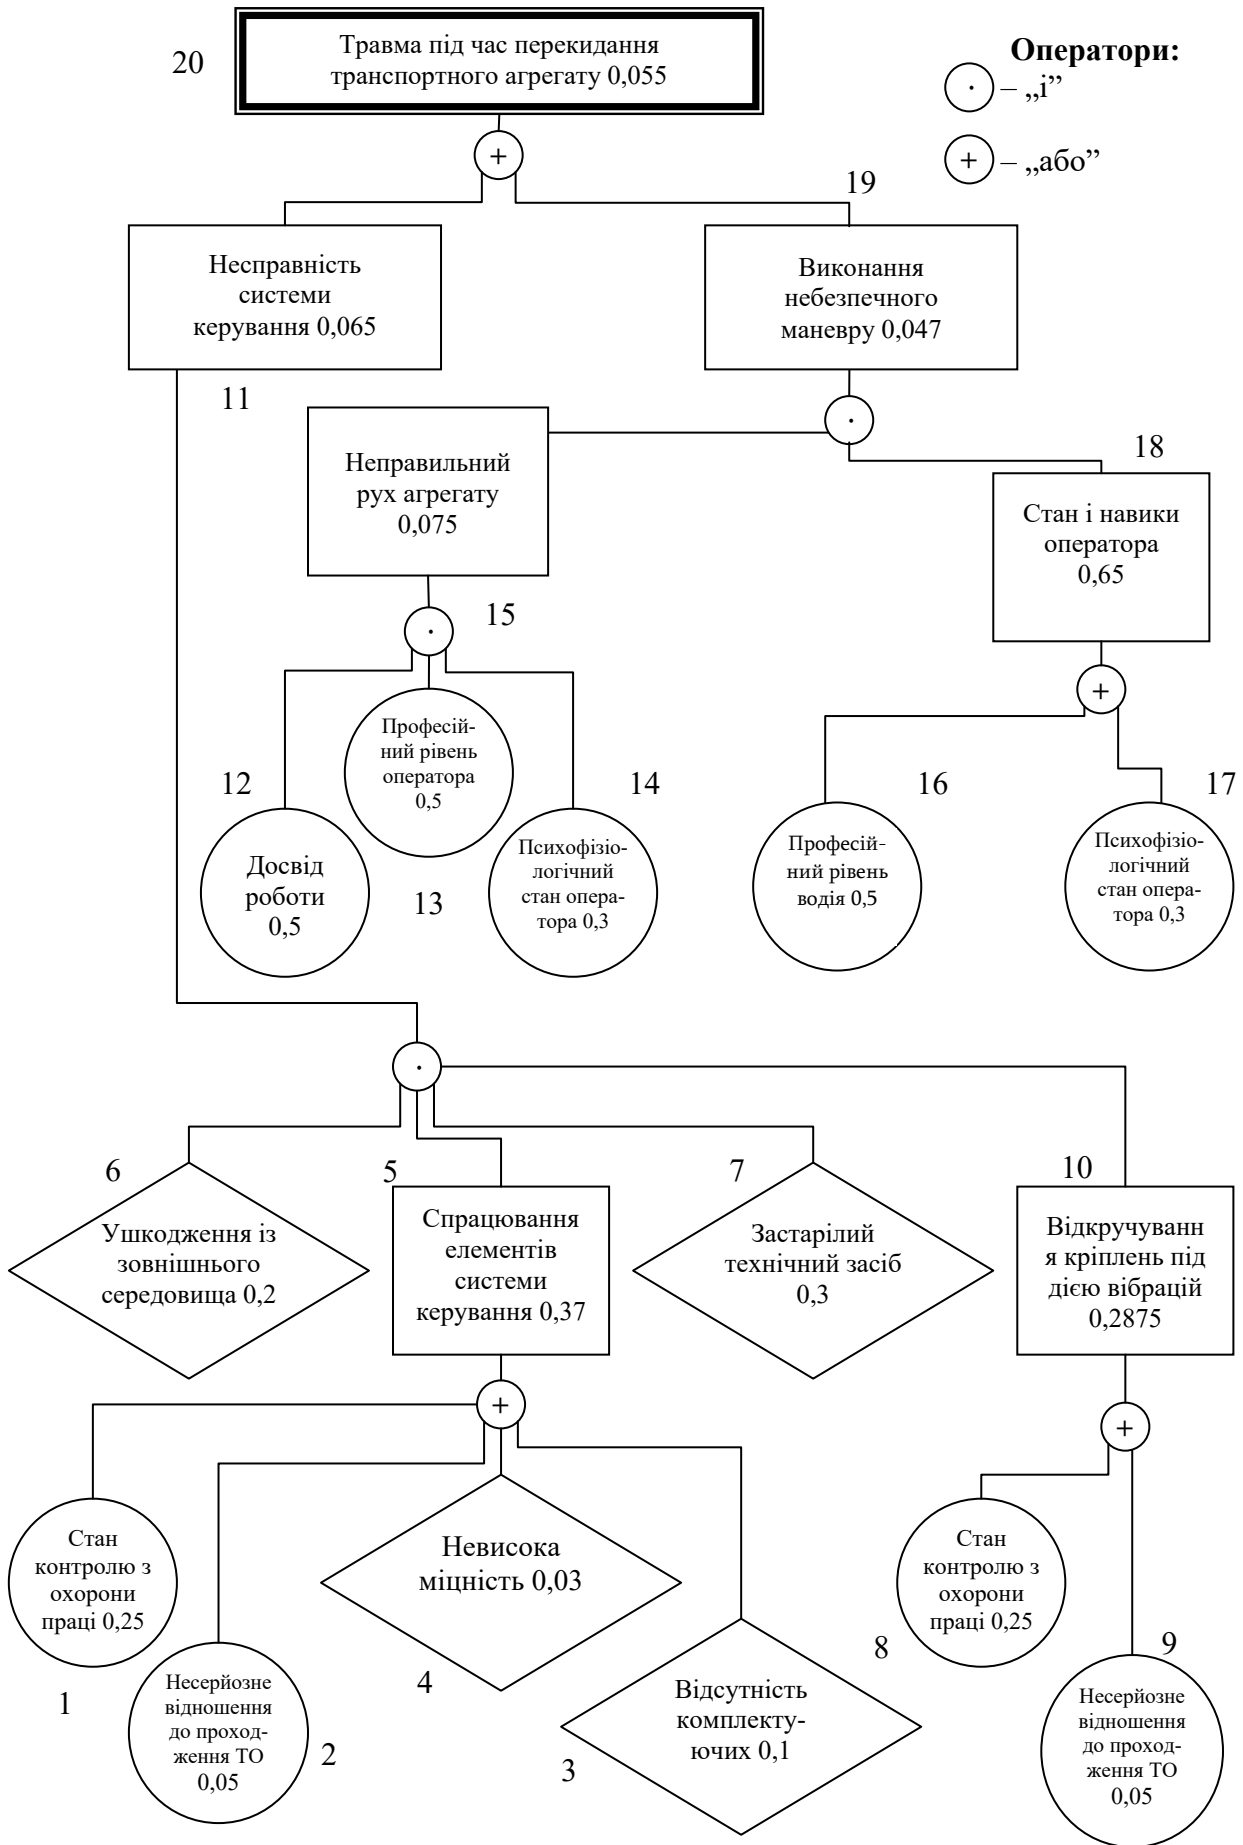 20
Травма під час перекидання
транспортного агрегату 0,055
Оператори:
· – „і”
+ – „або”
+
19
Несправність
системи
керування 0,065
Виконання
небезпечного
маневру 0,047
11
·
Неправильний
рух агрегату
0,075
18
Стан і навики
оператора
0,65
15
·
+
12
Досвід
роботи
0,5
Професій-
ний рівень
оператора
0,5
13
14
Психофізіо-
логічний
стан опера-
тора 0,3
16
Професій-
ний рівень
водія 0,5
17
Психофізіо-
логічний
стан опера-
тора 0,3
·
6
Ушкодження із
зовнішнього
середовища 0,2
5
Спрацювання
елементів
системи
керування 0,37
7
Застарілий
технічний засіб
0,3
10
Відкручуванн
я кріплень під
дією вібрацій
0,2875
+
+
Стан
контролю з
охорони
праці 0,25
1
Несерйозне
відношення
до проход-
ження ТО
0,05
2
Невисока
міцність 0,03
4
Відсутність
комплекту-
ючих 0,1
3
Стан
контролю з
охорони
праці 0,25
8
9
Несерйозне
відношення
до проход-
ження ТО
0,05